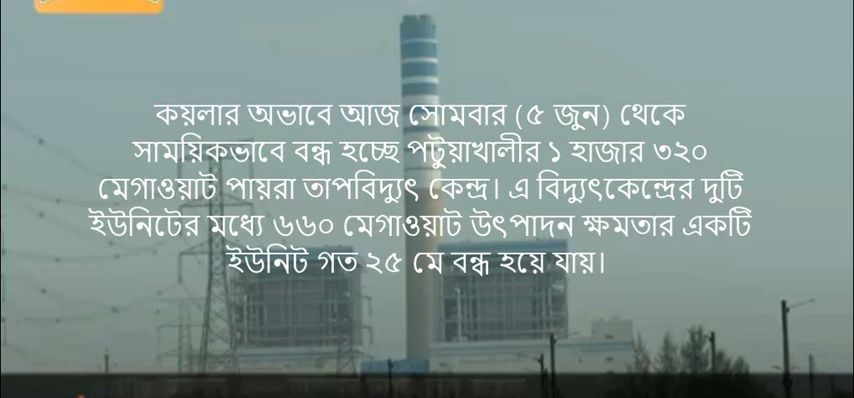 কয়লার অভাবে আজ সোমবার (৫ জুন) থেকে
সাময়িকভাবে বন্ধ হচ্ছে পটুয়াখালীর ১ হাজার ৩২০
মেগাওয়াট পায়রা তাপবিদ্যুৎ কেন্দ্র। এ বিদ্যুৎকেন্দ্রের দুটি
ইউনিটের মধ্যে ৬৬০ মেগাওয়াট উৎপাদন ক্ষমতার একটি
ইউনিট গত ২৫ মে বন্ধ হয়ে যায়।